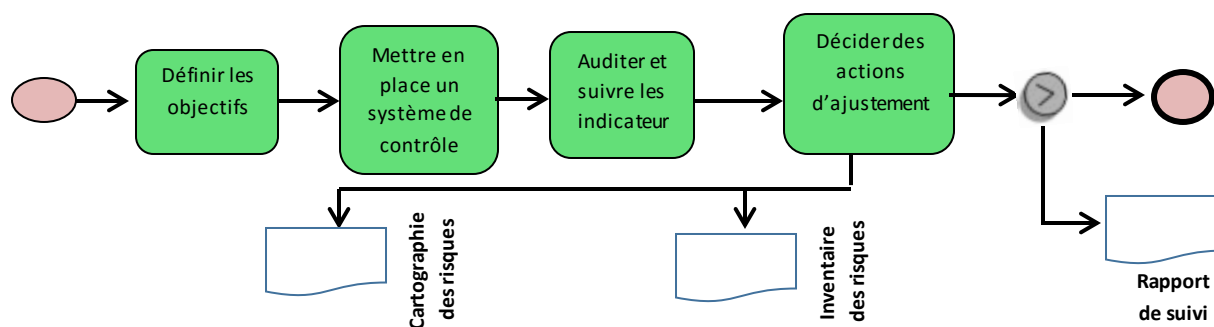 Définir les
objectifs
Mettre en
place un
système de
contrôle
Auditer et
suivre les
indicateur
Décider des
actions
d'ajustement
Cartographie
des risques
Inventaire
des risques
Rapport
de suivi